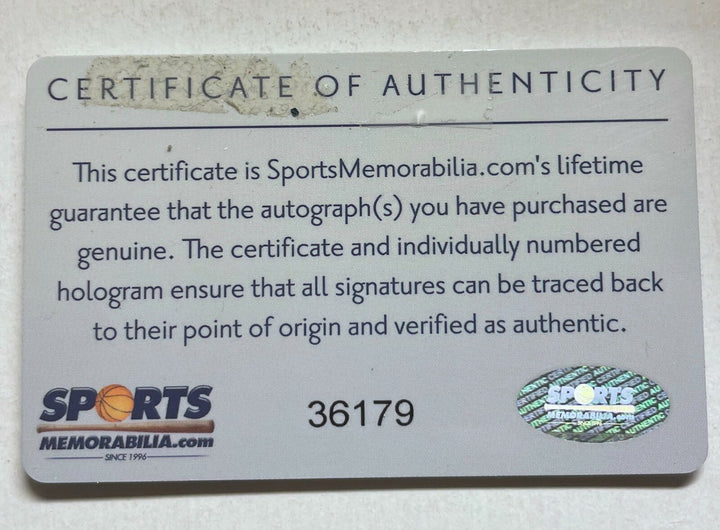 CERTIFICATE OF AUTHENTICITY
This certificate is SportsMemorabilia.com's lifetime
guarantee that the autograph(s) you have purchased are
genuine. The certificate and individually numbered
hologram ensure that all signatures can be traced back
to their point of origin and verified as authentic.
SPORTS
MEMORABILIA.com
SINCE 1996
36179
SPORTS
MEMORABILIA.com